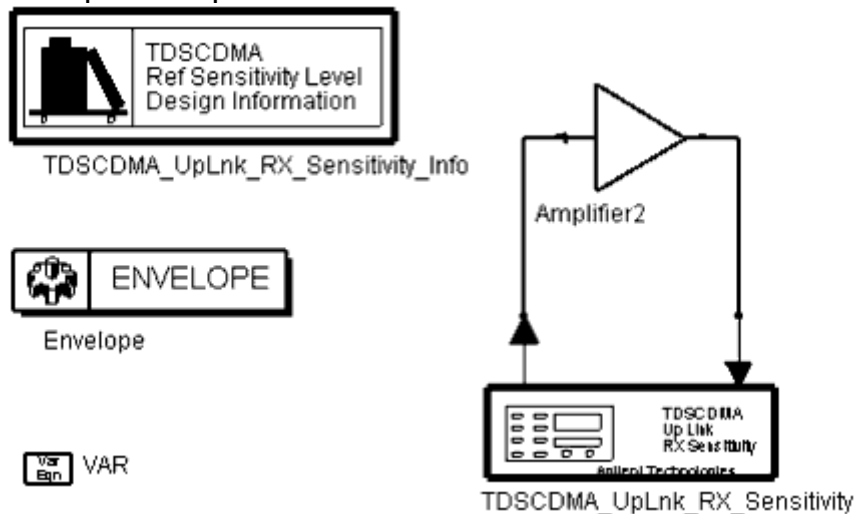 TDSCDMA
Ref Sensitivity Level
Design Information
TDSCDMA_UpLnk_RX_Sensitivity_Info
Amplifier2
ENVELOPE
Envelope
Var
Eqn
VAR
TDSCDMA
Up Link
RX Sensitivity
Agilent Technologies
TDSCDMA_UpLnk_RX_Sensitivity